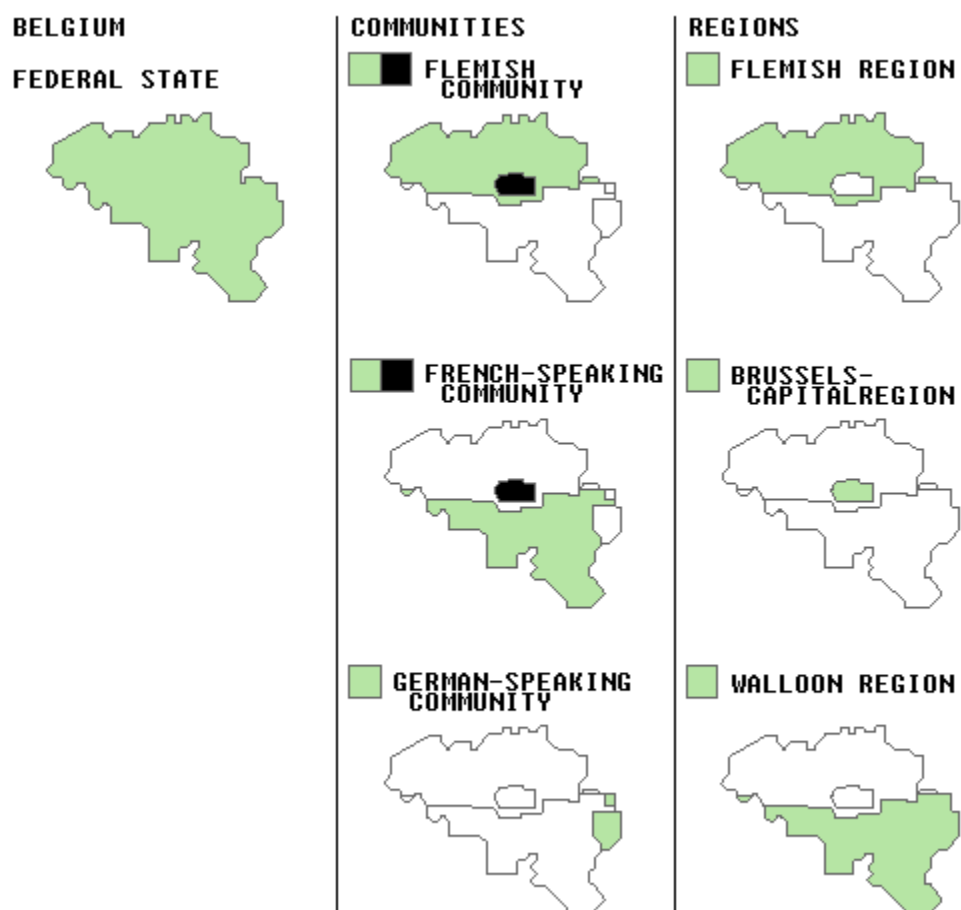 BELGIUM
FEDERAL STATE
COMMUNITIES
FLEMISH
COMMUNITY
FRENCH-SPEAKING
COMMUNITY
GERMAN-SPEAKING
COMMUNITY
REGIONS
FLEMISH REGION
BRUSSELS-
CAPITALREGION
WALLOON REGION